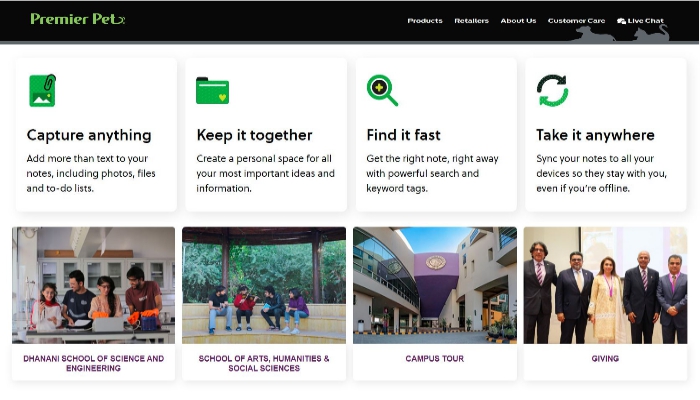 Premier Pet
Products Retailers About Us Customer Care Live Chat
Capture anything
Add more than text to your
notes, including photos, files
and to-do lists.
Keep it together
Create a personal space for all
your most important ideas and
information.
Find it fast
Get the right note, right away
with powerful search and
keyword tags.
Take it anywhere
Sync your notes to all your
devices so they stay with you,
even if you're offline.
DHANANI SCHOOL OF SCIENCE AND
ENGINEERING
SCHOOL OF ARTS, HUMANITIES &
SOCIAL SCIENCES
CAMPUS TOUR
GIVING